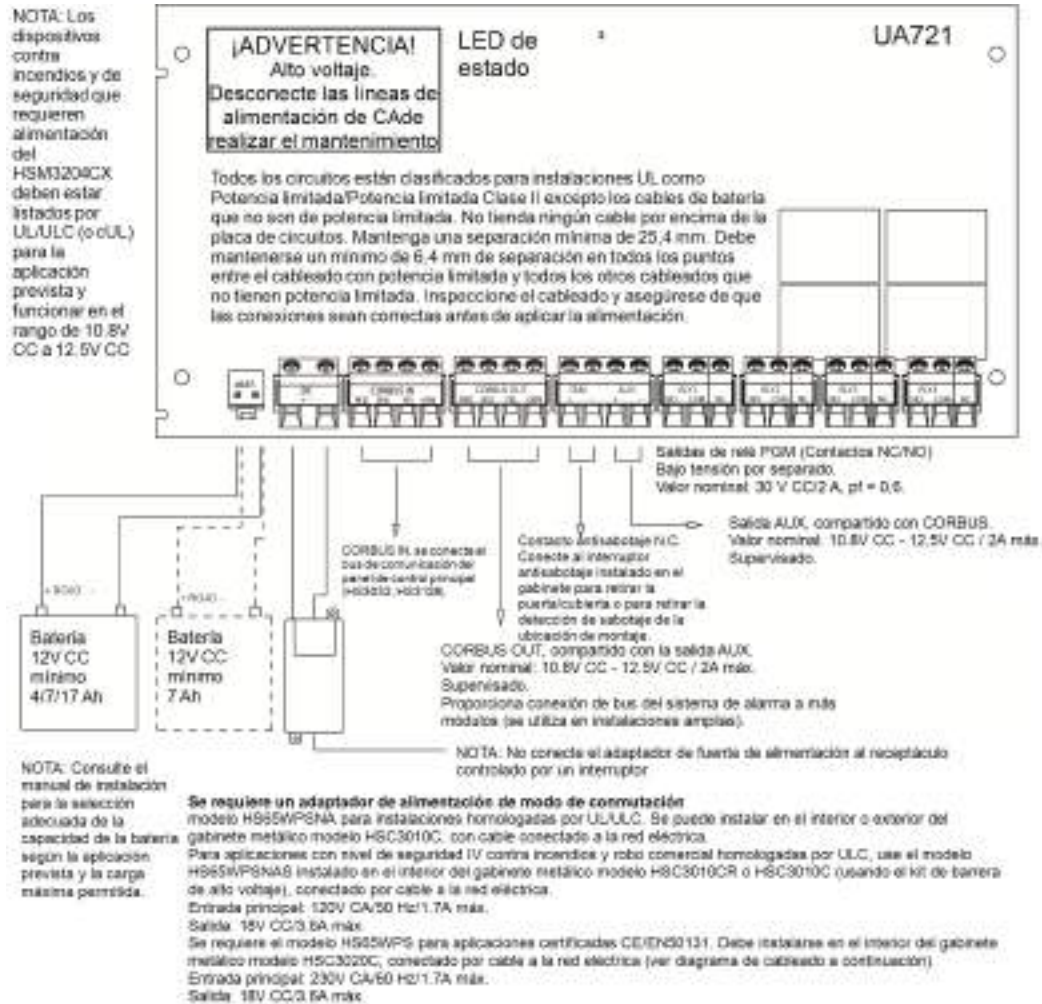 NOTA: Los
dispositivos
contra
incendios y de
seguridad que
requieren
alimentación
del
HSM3204CX
deben estar
listados por
UL/ULC (o cUL)
para la
aplicación
prevista y
funcionar en el
rango de 10.8V
CC a 12.5V CC
¡ADVERTENCIA!
Alto voltaje.
Desconecte las líneas de
alimentación de CAde
realizar el mantenimiento
LED de
estado
UA721
Todos los circuitos están clasificados para instalaciones UL como
Potencia limitada/Potencia limitada Clase II excepto los cables de batería
que no son de potencia limitada. No tienda ningún cable por encima de la
placa de circuitos. Mantenga una separación mínima de 25,4 mm. Debe
mantenerse un mínimo de 6,4 mm de separación en todos los puntos
entre el cableado con potencia limitada y todos los otros cableados que
no tienen potencia limitada. Inspeccione el cableado y asegúrese de que
las conexiones sean correctas antes de aplicar la alimentación.
CORBUS IN
CORBUS OUT
AUX
Salidas de relé PGM (Contactos NC/NO)
Bajo tensión por separado.
Valor nominal: 30 V CC/2 A, pf = 0,6.
Salida AUX, compartido con CORBUS.
Valor nominal: 10.8V CC - 12,5V CC / 2A máx.
Supervisado.
CORBUS IN, se conecta el
bus de comunicación del
panel de control principal
Contacto Antisabotaje N.C.
Conecte al interruptor
antisabotaje instalado en el
gabinete para retirar la
puerta/cubierta o para retirar la
detección de sabotaje de la
ubicación de montaje.
CORBUS OUT, compartido con la salida AUX.
Valor nominal: 10.8V CC - 12.5V CC / 2A máx.
Supervisado.
Proporciona conexión de bus del sistema de alarma a más
módulos (se utiliza en instalaciones amplias).
+ ROJO -
+ ROJO -
Batería
12V CC
mínimo
4/7/17 Ah
Batería
12V CC
mínimo
7 Ah
NOTA: No conecte el adaptador de fuente de alimentación al receptáculo
controlado por un interruptor
NOTA: Consulte el
manual de instalación
para la selección
adecuada de la
capacidad de la batería
según la aplicación
prevista y la carga
máxima permitida.
Se requiere un adaptador de alimentación de modo de conmutación
modelo HS65WPSNA para instalaciones homologadas por UL/ULC. Se puede instalar en el interior o exterior del
gabinete metálico modelo HSC3010C, con cable conectado a la red eléctrica.
Para aplicaciones con nivel de seguridad IV contra incendios y robo comercial homologadas por ULC, use el modelo
HS65WPSNAS instalado en el interior del gabinete metálico modelo HSC3010CR o HSC3010C (usando el kit de barrera
de alto voltaje), conectado por cable a la red eléctrica.
Entrada principal: 120V CA/60 Hz/1.7A máx.
Salida: 18V CC/3.6A máx
Se requiere el modelo HS65WPS para aplicaciones certificadas CE/EN50131. Debe instalarse en el interior del gabinete
metálico modelo HSC3020C, conectado por cable a la red eléctrica (ver diagrama de cableado a continuación)
Entrada principal: 230V CA/60 Hz/1.7A máx.
Salida: 18V CC/3.6A máx